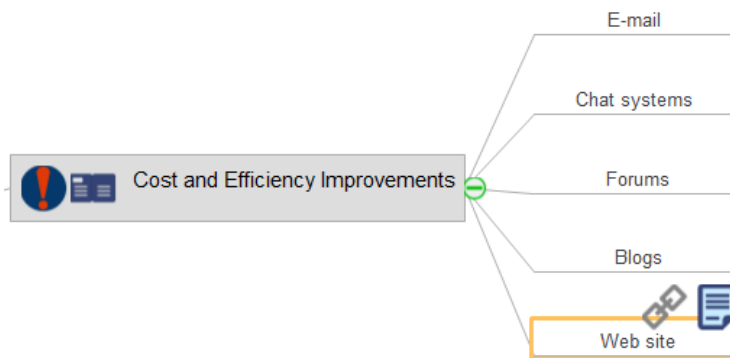 E-mail
Chat systems
Cost and Efficiency Improvements
Forums
Blogs
Web site